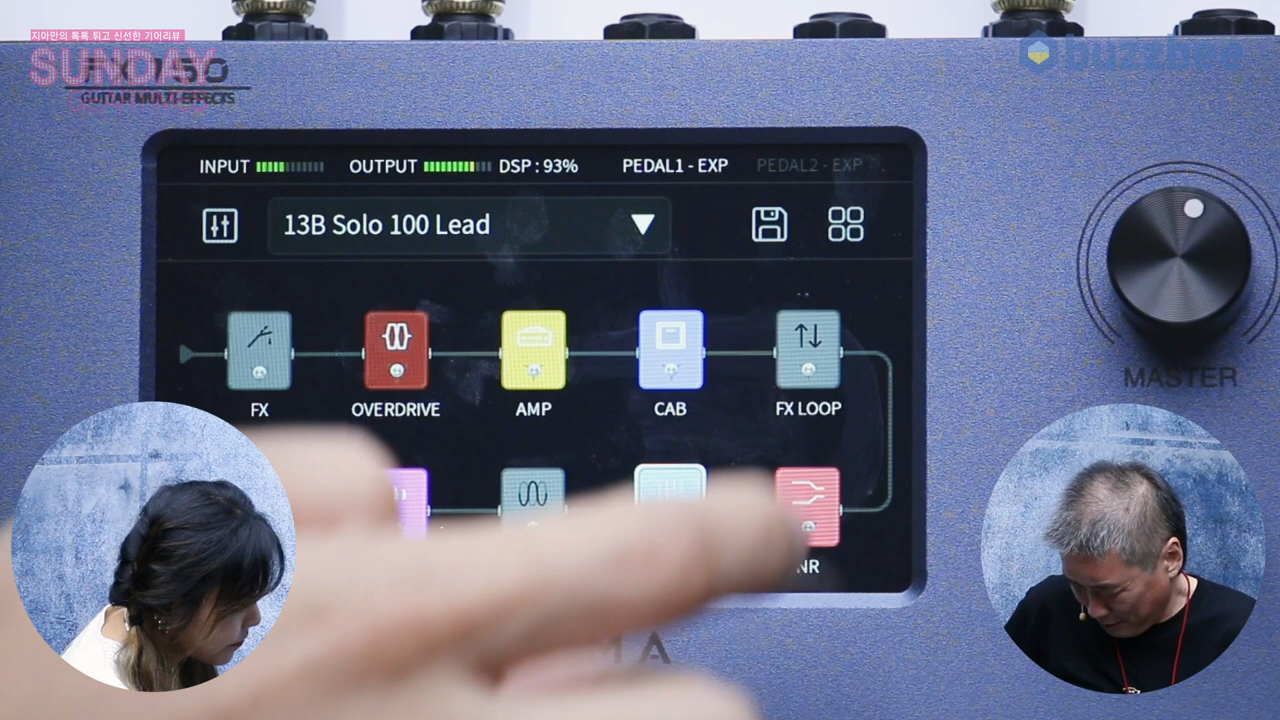 지아만의 톡톡 튀고 신선한 기어리뷰
SUNDAY
GUITAR MULTI-EFFECTS
buzzbee
INPUT OUTPUT DSP : 93% PEDAL1 - EXP PEDAL2 - EXP
13B Solo 100 Lead
MASTER
FX OVERDRIVE AMP CAB FX LOOP
NR